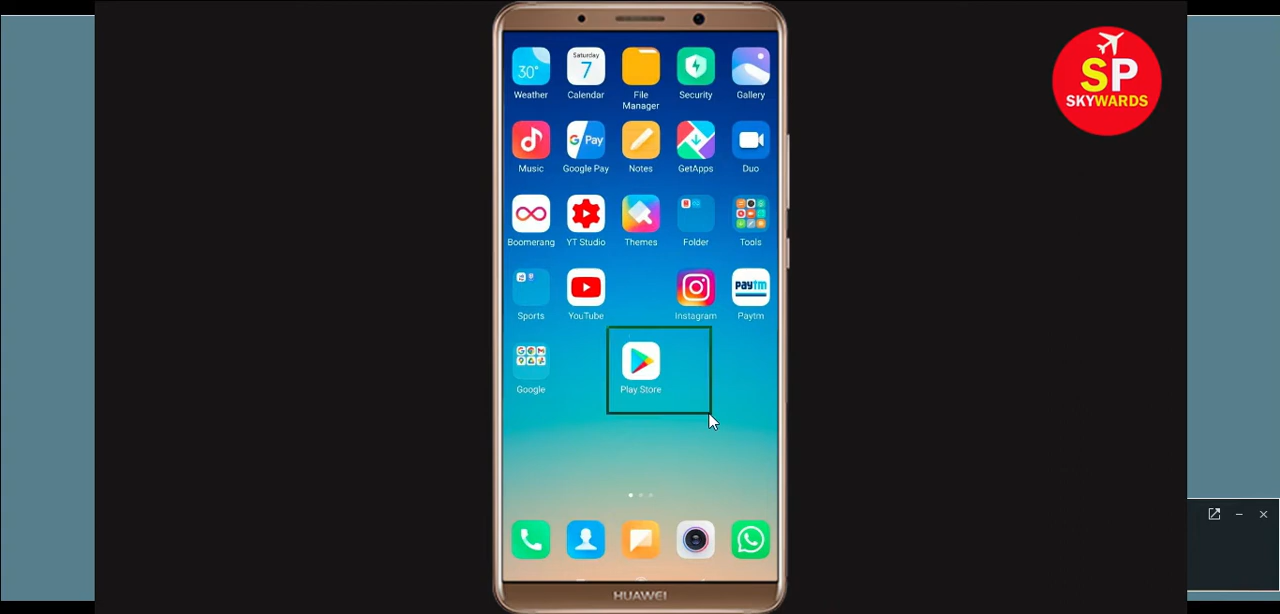 SP
SKYWARDS
30°
Saturday
7
Weather
Calendar
File
Manager
Security
Gallery
G Pay
Music
Google Pay
Notes
GetApps
Duo
Boomerang
YT Studio
Themes
Folder
Tools
paytm
Sports
YouTube
Instagram
Paytm
Google
Play Store
HUAWEI